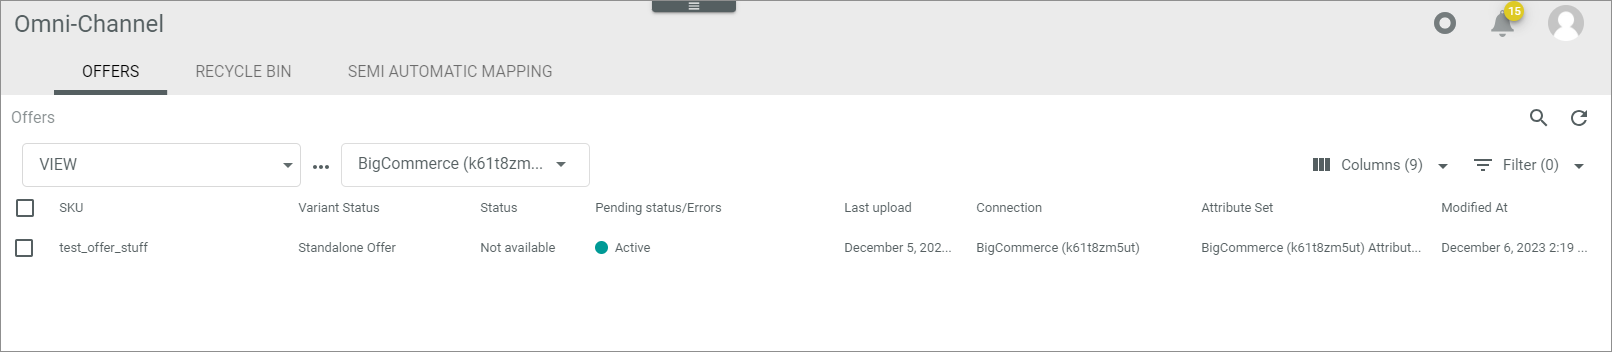 Omni-Channel
15
OFFERS RECYCLE BIN SEMI AUTOMATIC MAPPING
Offers
VIEW ... BigCommerce (k61t8zm... Columns (9) Filter (0)
SKU Variant Status Status Pending status/Errors Last upload Connection Attribute Set Modified At
test_offer_stuff Standalone Offer Not available Active December 5, 202... BigCommerce (k61t8zm5ut) BigCommerce (k61t8zm5ut) Attribut... December 6, 2023 2:19 ...